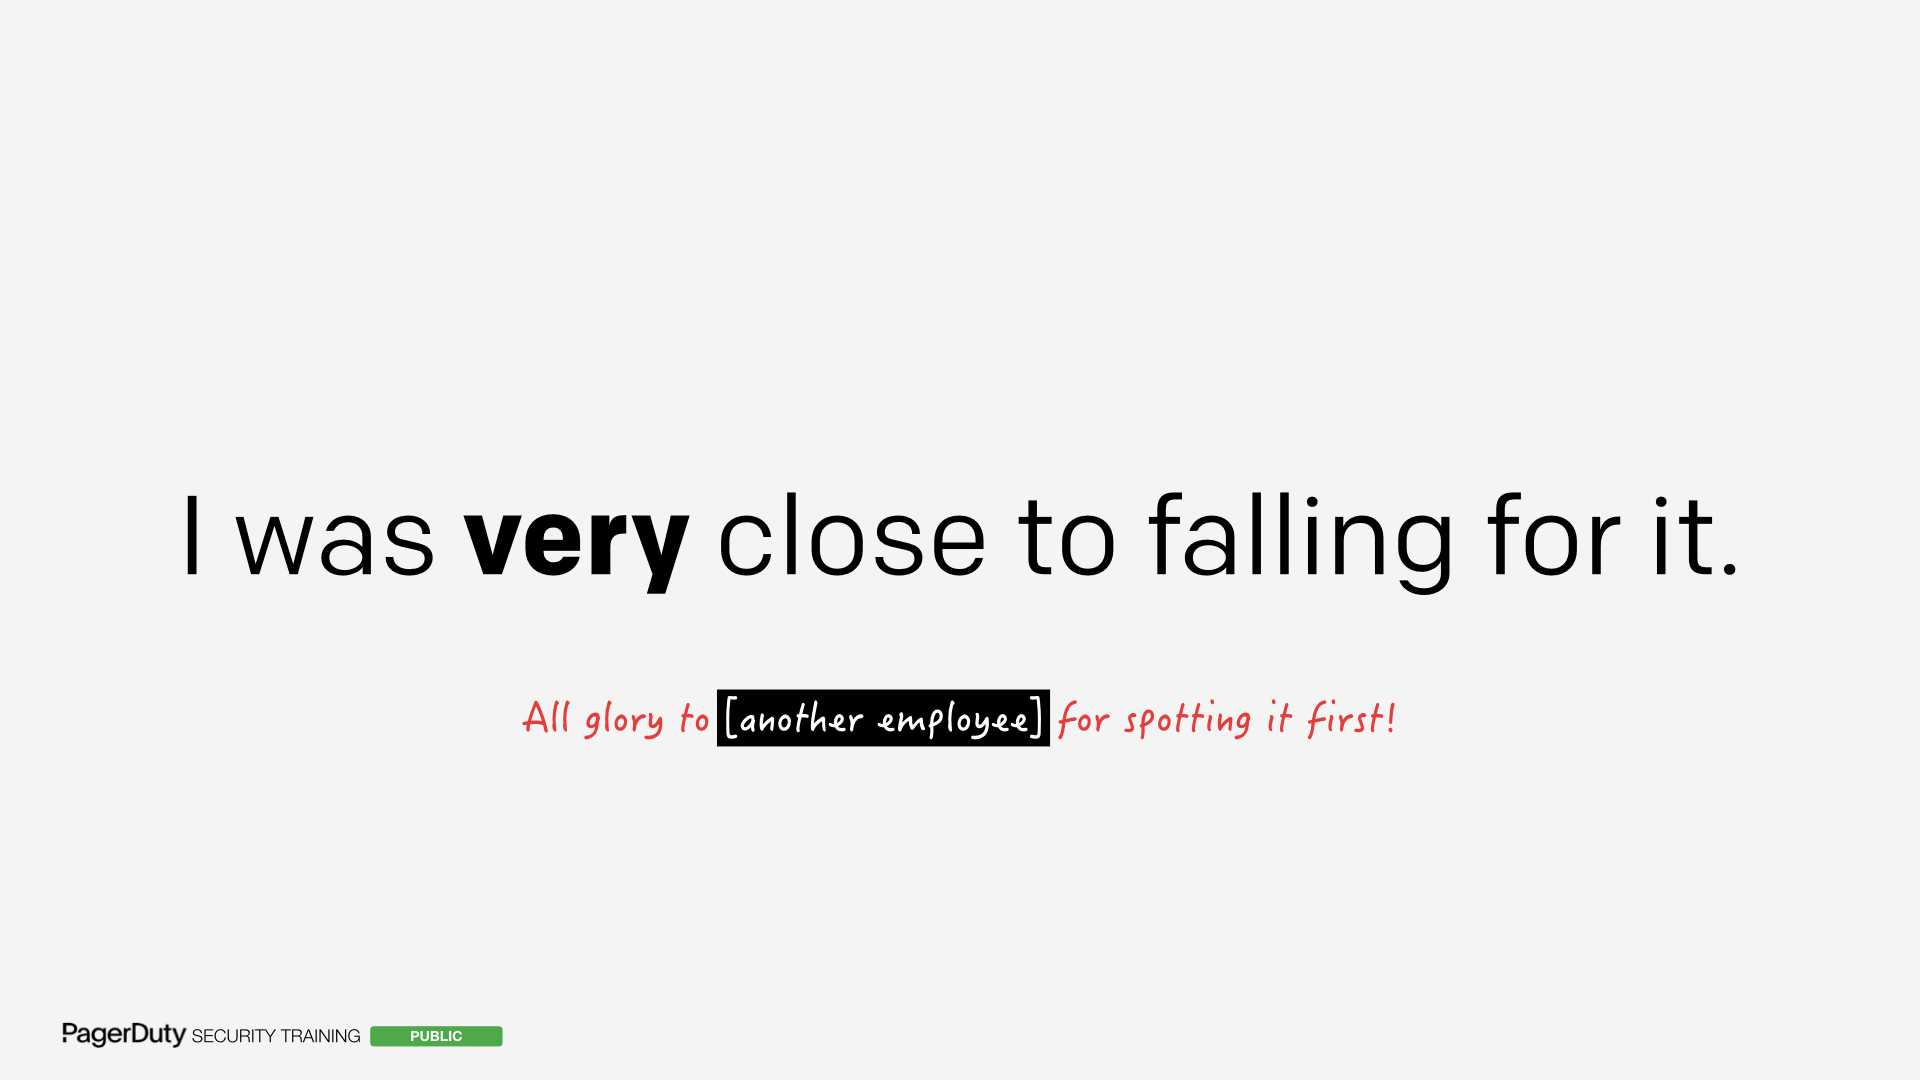 I was very close to falling for it.
All glory to [another employee] for spotting it first!
PagerDuty SECURITY TRAINING PUBLIC